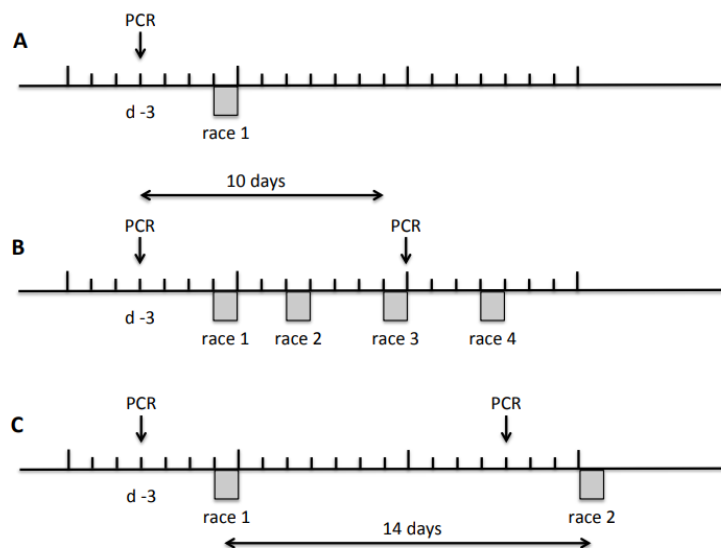 PCR
A
d -3
race 1
10 days
PCR PCR
B
d -3
race 1 race 2 race 3 race 4
PCR PCR
C
d -3
race 1 race 2
14 days